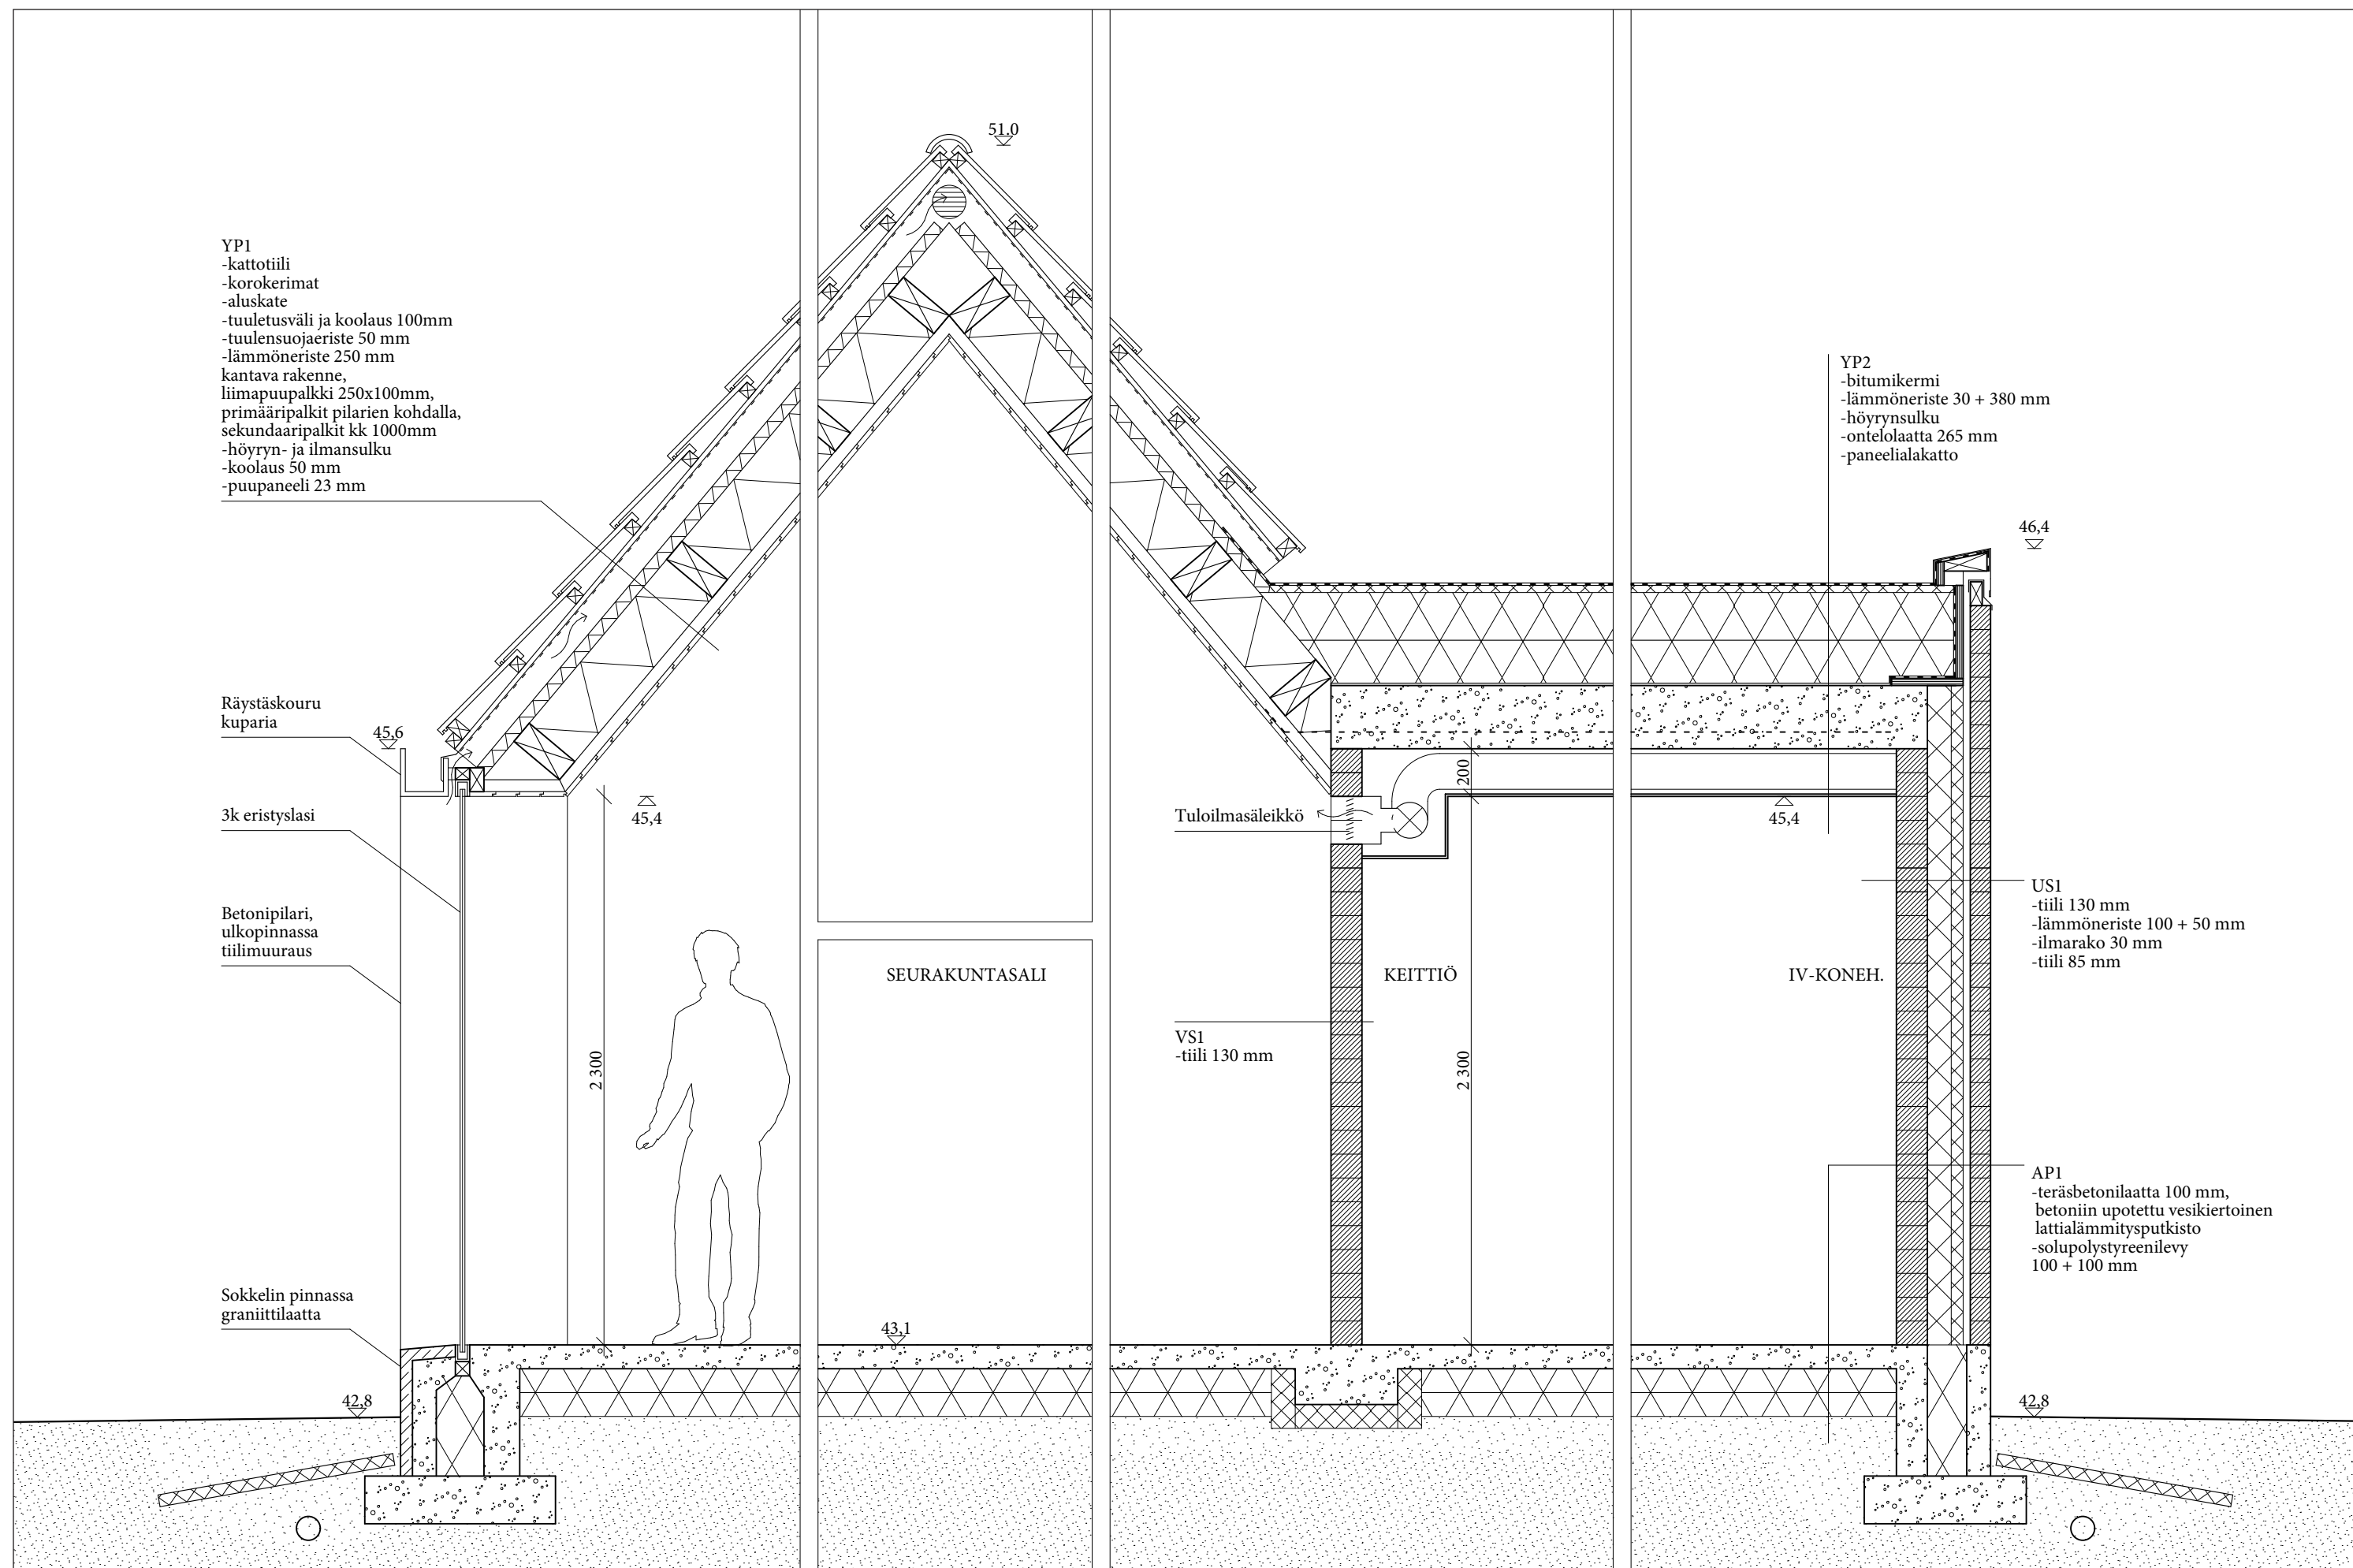 51,0
YP1
-kattotiili
-korokerimat
-aluskate
-tuuletusväli ja koolaus 100mm
-tuulensuojaeriste 50 mm
-lämmöneriste 250 mm
kantava rakenne,
liimapuupalkki 250x100mm,
primääripalkit pilarien kohdalla,
sekundaaripalkit kk 1000mm
-höyryn- ja ilmansulku
-koolaus 50 mm
-puupaneeli 23 mm
YP2
-bitumikermi
-lämmöneriste 30 + 380 mm
-höyrynsulku
-ontelolaatta 265 mm
-paneelialakatto
46,4
Räystäskouru
kuparia
45,6
200
3k eristyslasi
45,4
Tuloilmasäleikkö
45,4
US1
-tiili 130 mm
-lämmöneriste 100 + 50 mm
-ilmarako 30 mm
-tiili 85 mm
Betonipilari,
ulkopinnassa
tiilimuuraus
SEURAKUNTASALI
KEITTIÖ
IV-KONEH.
VS1
-tiili 130 mm
2 300
2 300
AP1
-teräsbetonilaatta 100 mm,
betoniin upotettu vesikiertoinen
lattialämmitysputkisto
-solupolystyreenilevy
100 + 100 mm
Sokkelin pinnassa
graniittilaatta
43,1
42,8
42,8